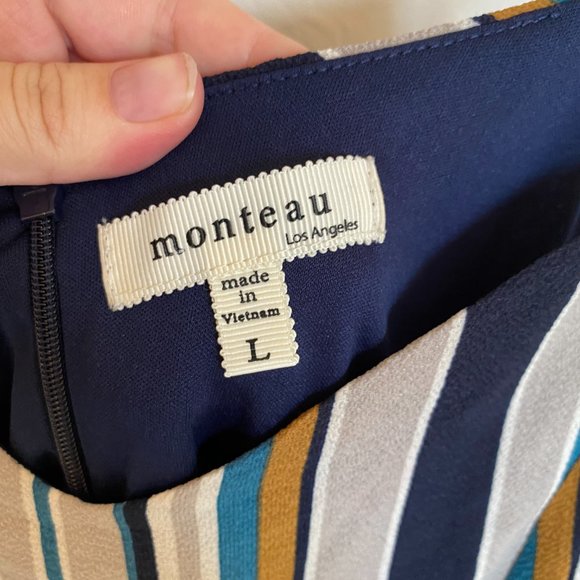 monteau
Los Angeles
made
in
Vietnam
L